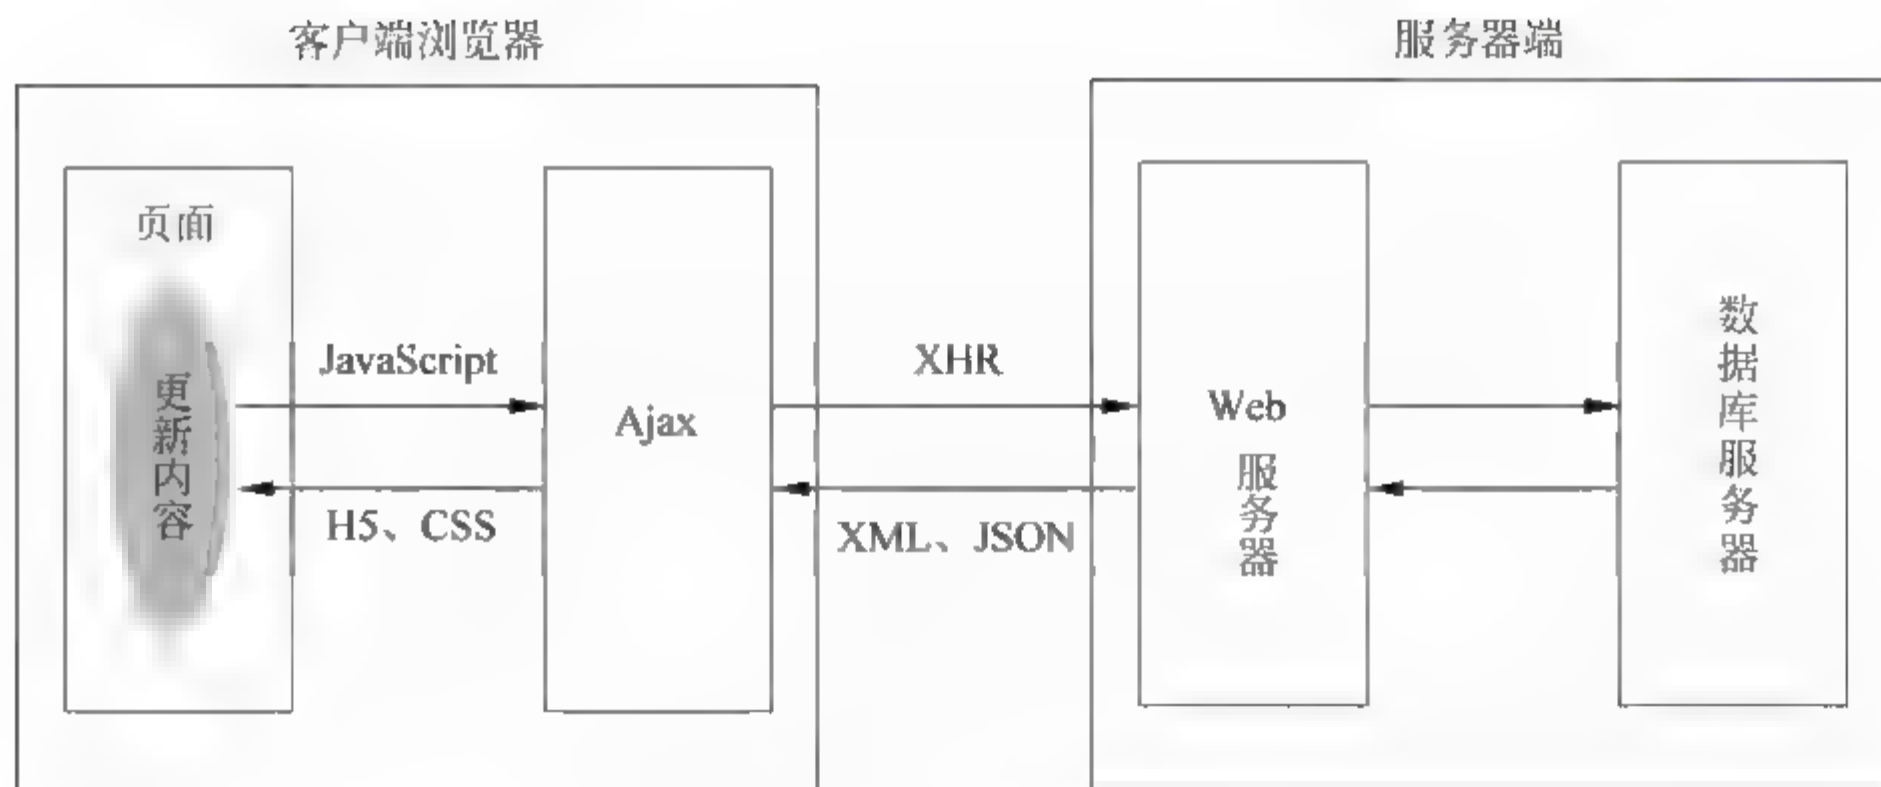 客户端浏览器
服务器端
页面
更新内容
JavaScript
H5、CSS
Ajax
XHR
XML、JSON
Web
服务器
数据库服务器